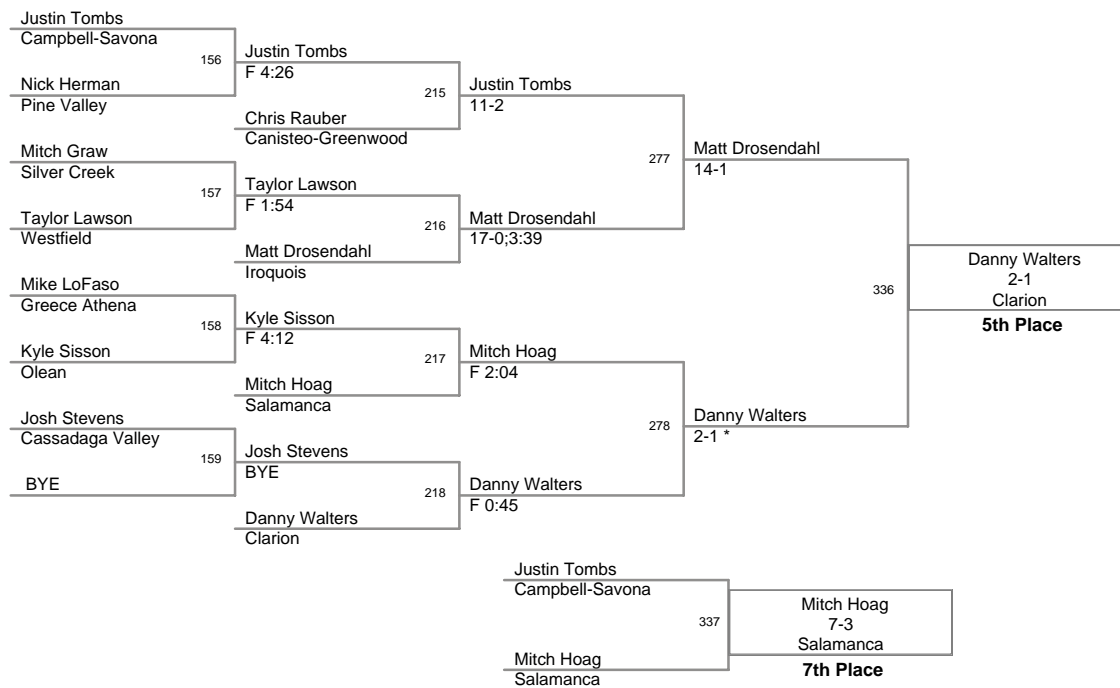 Justin Tombs
Campbell-Savona
156
Nick Herman
Pine Valley
Mitch Graw
Silver Creek
157
Taylor Lawson
Westfield
Mike LoFaso
Greece Athena
158
Kyle Sisson
Olean
Josh Stevens
Cassadaga Valley
159
BYE
Justin Tombs
F 4:26
215
Chris Rauber
Canisteo-Greenwood
Taylor Lawson
F 1:54
216
Matt Drosendahl
Iroquois
Kyle Sisson
F 4:12
217
Mitch Hoag
Salamanca
Josh Stevens
BYE
218
Danny Walters
Clarion
Justin Tombs
11-2
277
Matt Drosendahl
17-0;3:39
Mitch Hoag
F 2:04
278
Danny Walters
F 0:45
Matt Drosendahl
14-1
336
Danny Walters
2-1 *
Danny Walters
2-1
Clarion
5th Place
Justin Tombs
Campbell-Savona
337
Mitch Hoag
Salamanca
Mitch Hoag
7-3
Salamanca
7th Place